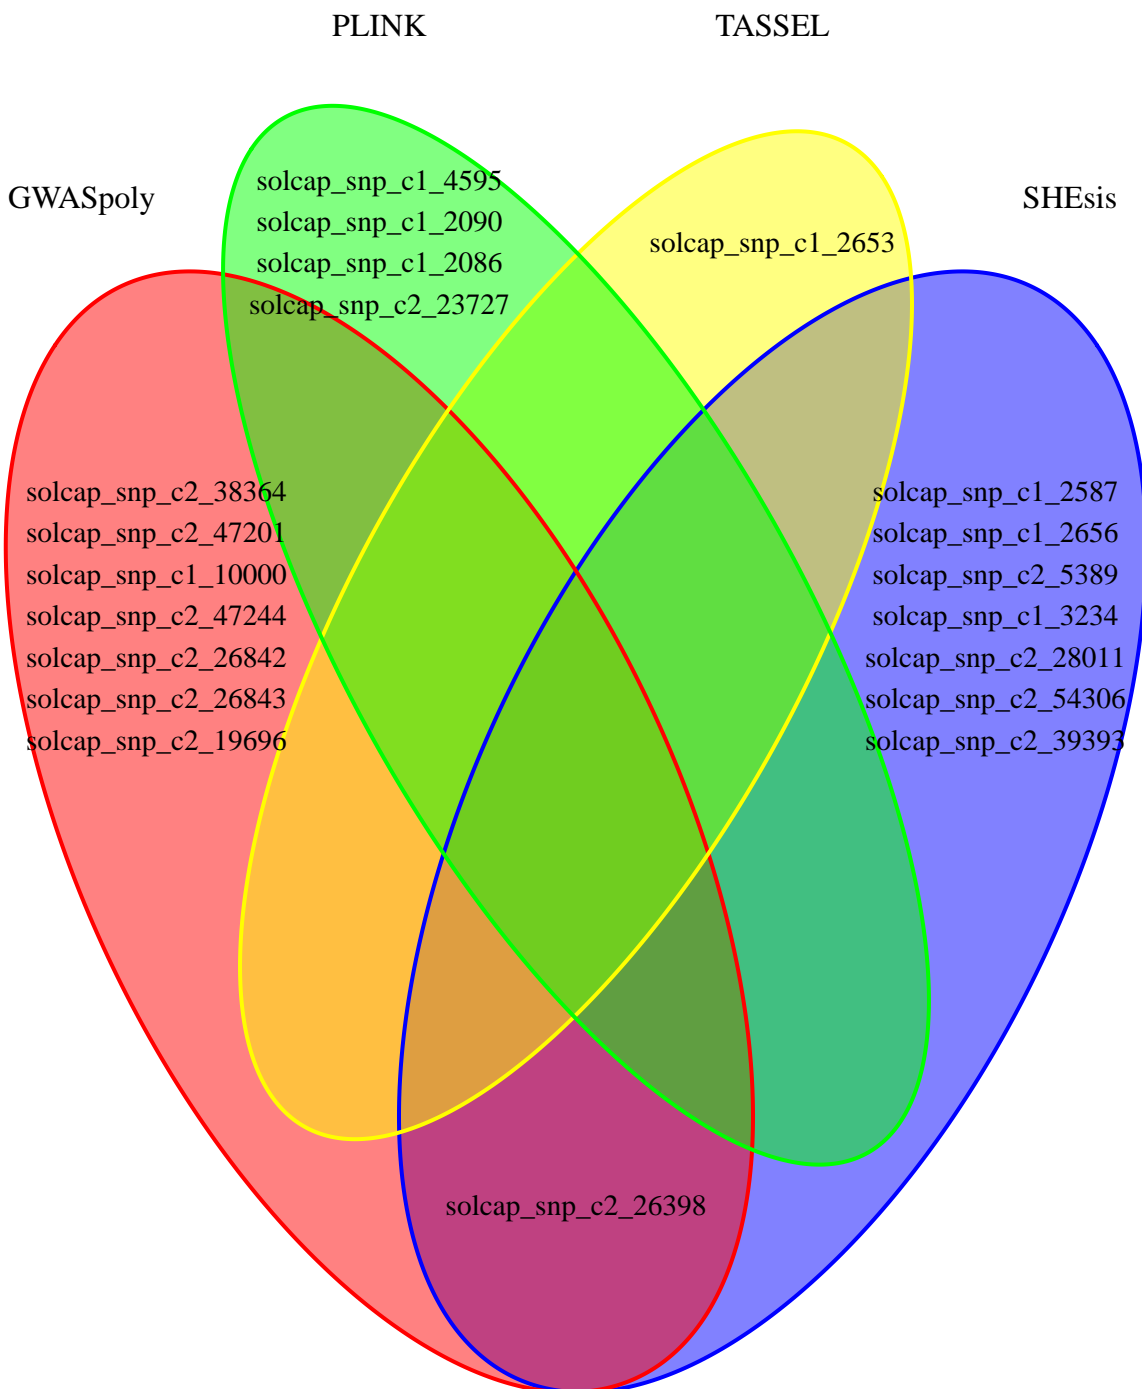 PLINK
TASSEL
GWASpoly
SHEsis
solcap_snp_c1_4595
solcap_snp_c1_2090
solcap_snp_c1_2086
solcap_snp_c2_23727
solcap_snp_c1_2653
solcap_snp_c2_38364
solcap_snp_c2_47201
solcap_snp_c1_10000
solcap_snp_c2_47244
solcap_snp_c2_26842
solcap_snp_c2_26843
solcap_snp_c2_19696
solcap_snp_c1_2587
solcap_snp_c1_2656
solcap_snp_c2_5389
solcap_snp_c1_3234
solcap_snp_c2_28011
solcap_snp_c2_54306
solcap_snp_c2_39393
solcap_snp_c2_26398